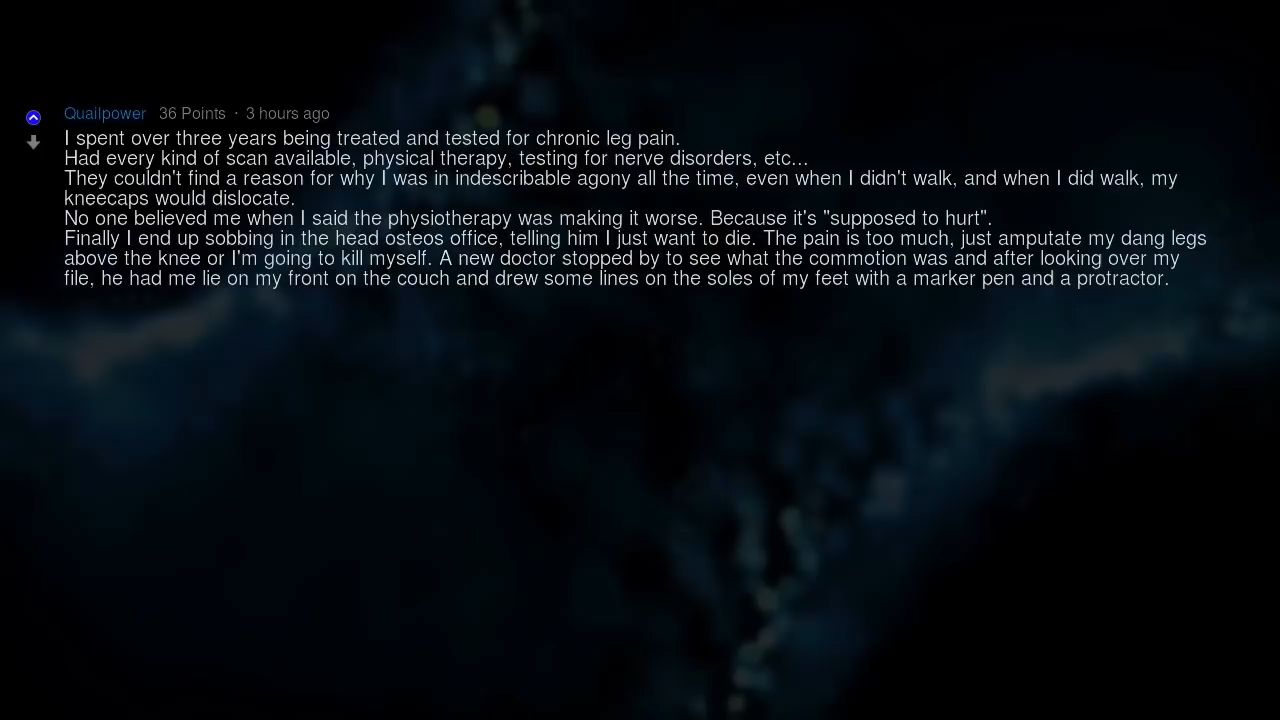 Quailpower 36 Points · 3 hours ago
I spent over three years being treated and tested for chronic leg pain.
Had every kind of scan available, physical therapy, testing for nerve disorders, etc...
They couldn't find a reason for why I was in indescribable agony all the time, even when I didn't walk, and when I did walk, my
kneecaps would dislocate.
No one believed me when I said the physiotherapy was making it worse. Because it's "supposed to hurt".
Finally I end up sobbing in the head osteos office, telling him I just want to die. The pain is too much, just amputate my dang legs
above the knee or I'm going to kill myself. A new doctor stopped by to see what the commotion was and after looking over my
file, he had me lie on my front on the couch and drew some lines on the soles of my feet with a marker pen and a protractor.